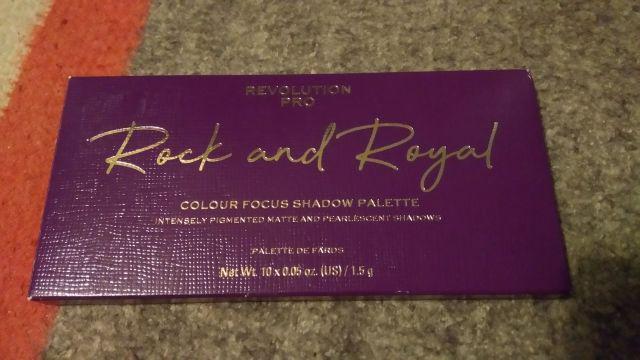 REVOLUTION
PRO
Rock and Royal
COLOUR FOCUS SHADOW PALETTE
INTENSELY PIGMENTED MATTE AND PEARLESCENT SHADOWS
PALETTE DE FARDS
Net Wt. 10 x 0.05 oz. (US) / 1.5 g